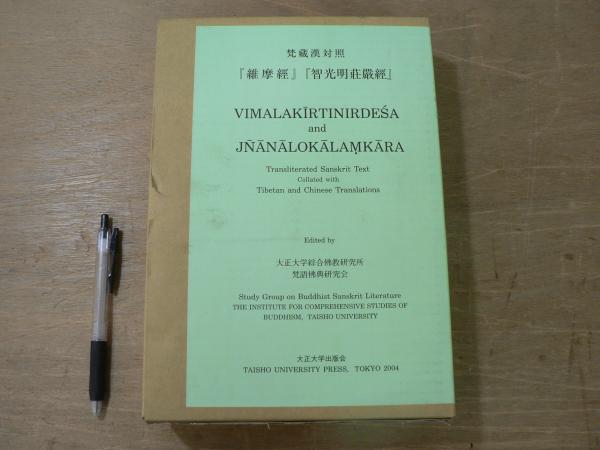 梵藏漢対照
『維摩經』『智光明莊嚴經』
VIMALAKĪRTINIRDEŚA
and
JÑĀNĀLOKĀLAṂKĀRA
Transliterated Sanskrit Text
Collated with
Tibetan and Chinese Translations
Edited by
大正大学綜合佛教研究所
梵語佛典研究会
Study Group on Buddhist Sanskrit Literature
THE INSTITUTE FOR COMPREHENSIVE STUDIES OF
BUDDHISM, TAISHO UNIVERSITY
大正大学出版会
TAISHO UNIVERSITY PRESS, TOKYO 2004